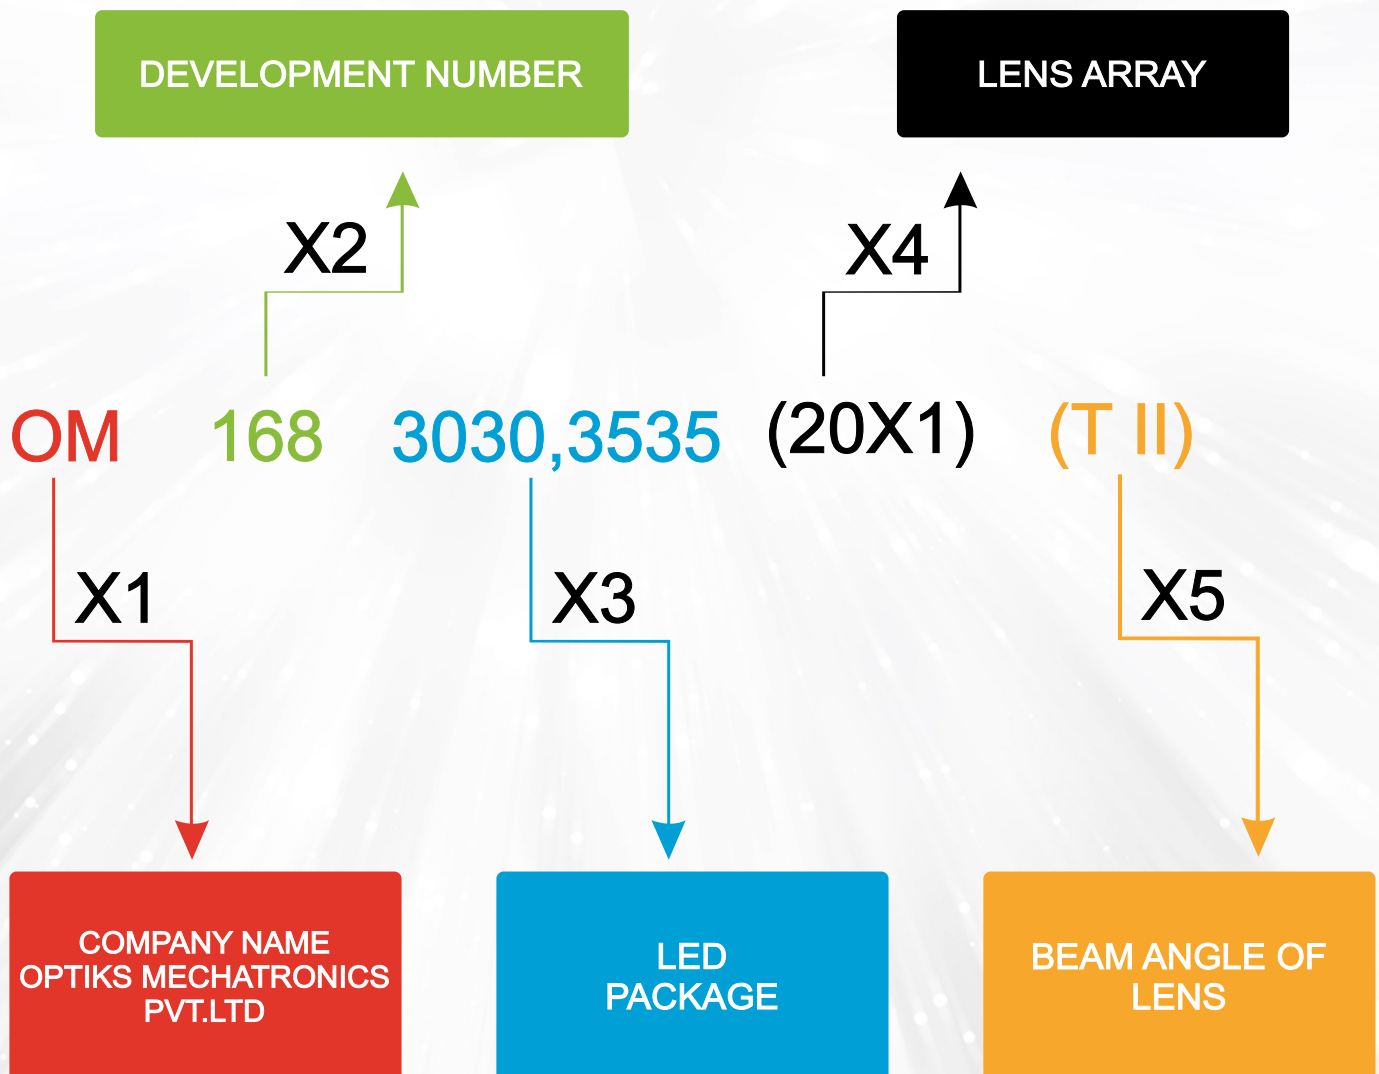 DEVELOPMENT NUMBER
LENS ARRAY
X2
X4
OM 168 3030,3535 (20X1) (T II)
X1
X3
X5
COMPANY NAME
OPTIKS MECHATRONICS
PVT.LTD
LED
PACKAGE
BEAM ANGLE OF
LENS